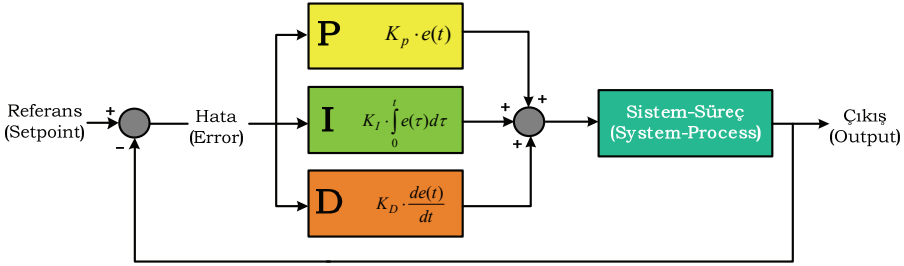 P K_p · e(t)
Referans
(Setpoint)
+
−
Hata
(Error)
I K_I · ∫_0^t e(τ)dτ
+
+
+
Sistem-Süreç
(System-Process)
Çıkış
(Output)
D K_D · de(t)/dt